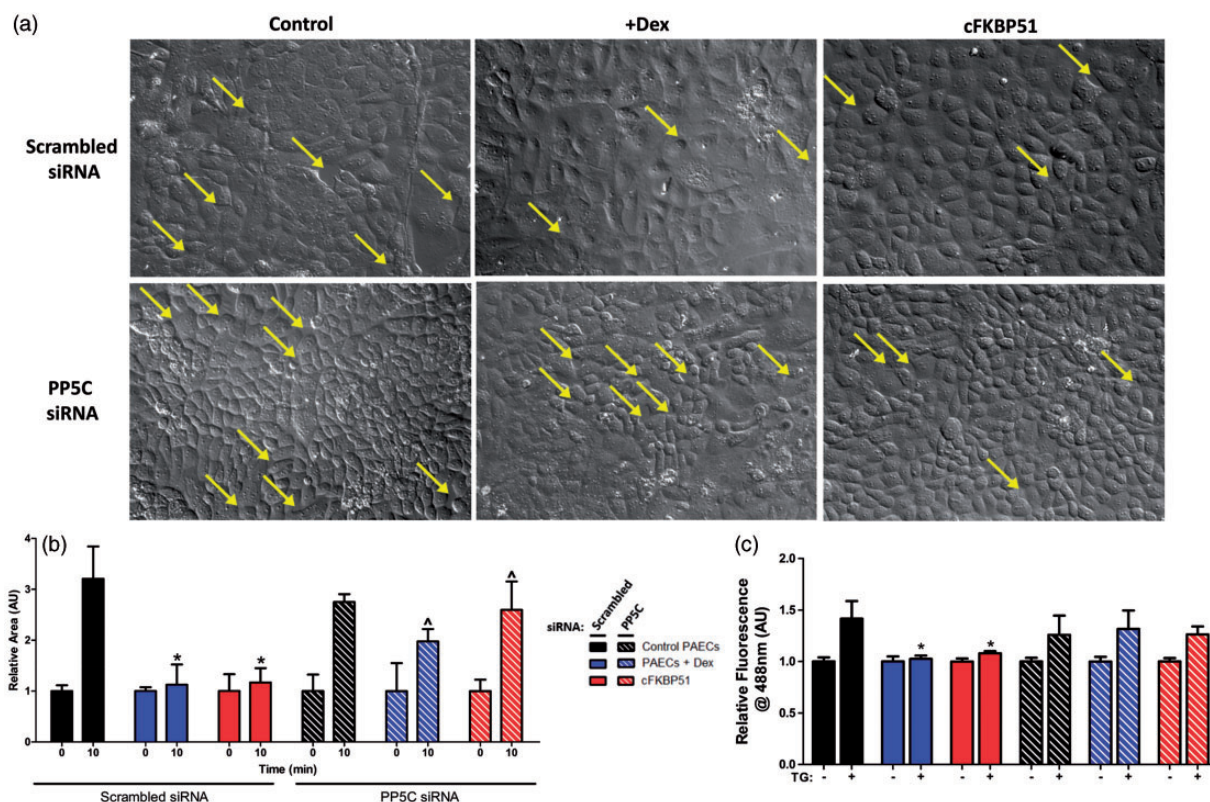 (a)
Control
+Dex
cFKBP51
Scrambled
siRNA
PP5C
siRNA
(b)
Relative Area (AU)
4
3
2
1
0
*
*
^
^
0 10 0 10 0 10 0 10 0 10 0 10
Time (min)
Scrambled siRNA
PP5C siRNA
siRNA:
Scrambled
PP5C
Control PAECs
PAECs + Dex
cFKBP51
(c)
Relative Fluorescence
@ 488nm (AU)
2.0
1.5
1.0
0.5
0.0
*
*
TG: - + - + - + - + - + - +